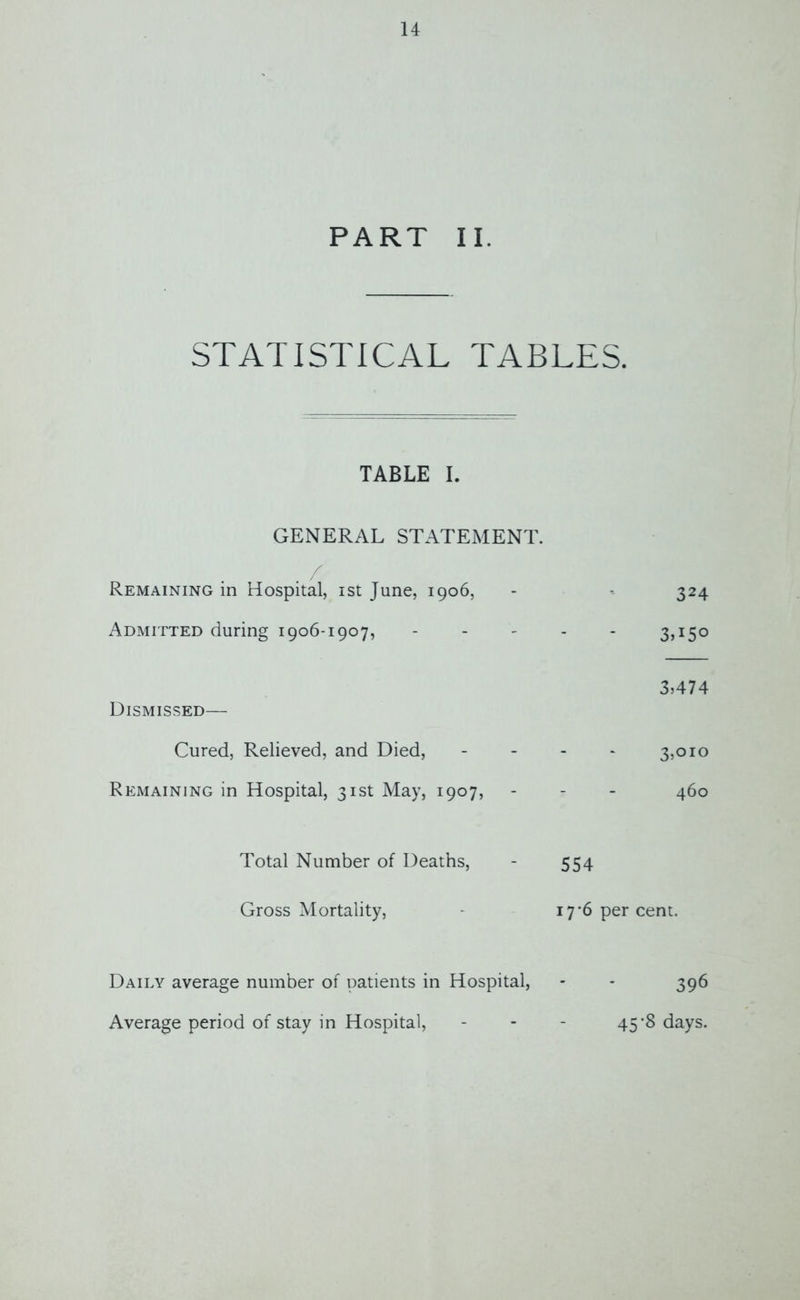 14
PART II.
STATISTICAL TABLES.
TABLE I.
GENERAL STATEMENT.
REMAINING in Hospital, 1st June, 1906, - - 324
ADMITTED during 1906-1907, - - - - - 3,150
3,474
DISMISSED—
Cured, Relieved, and Died, - - - - 3,010
REMAINING in Hospital, 31st May, 1907, - - - 460
Total Number of Deaths, - 554
Gross Mortality, - 17·6 per cent.
DAILY average number of patients in Hospital, - - 396
Average period of stay in Hospital, - - - 45·8 days.